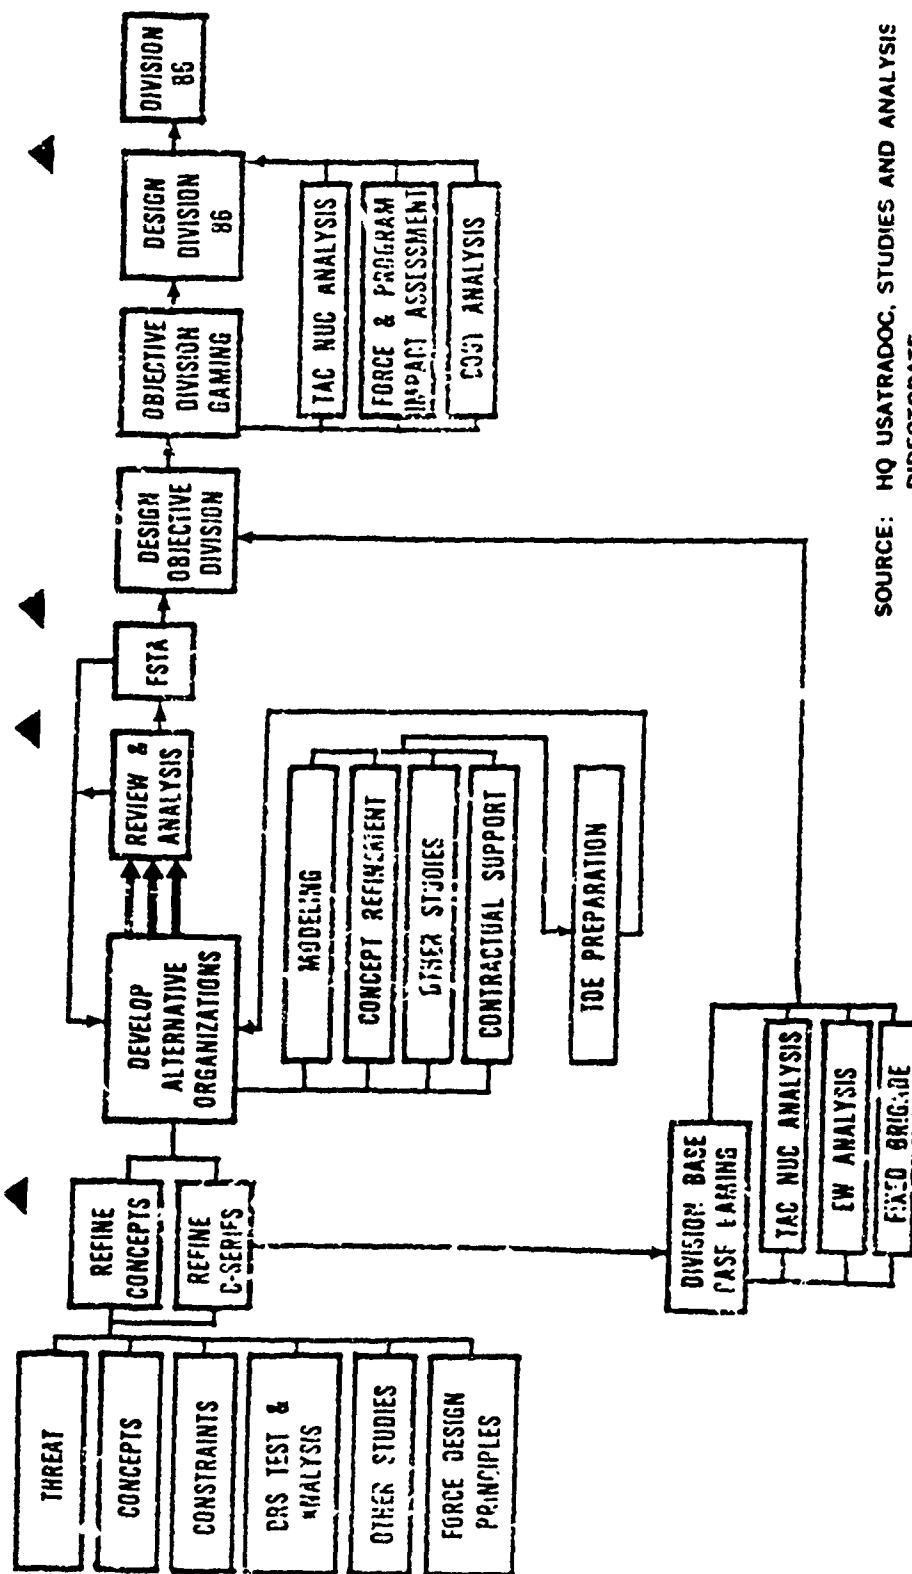 THREAT
CONCEPTS
CONSTRAINTS
DRS TEST &
ANALYSIS
OTHER STUDIES
FORCE DESIGN
PRINCIPLES
REFINE
CONCEPTS
REFINE
C-SERIES
DEVELOP
ALTERNATIVE
ORGANIZATIONS
REVIEW &
ANALYSIS
FSTA
DESIGN
OBJECTIVE
DIVISION
OBJECTIVE
DIVISION
GAMING
DESIGN
DIVISION
86
DIVISION
86
MODELING
CONCEPT REFINEMENT
OTHER STUDIES
CONTRACTUAL SUPPORT
TOE PREPARATION
TAC NUC ANALYSIS
FORCE & PROGRAM
IMPACT ASSESSMENT
COST ANALYSIS
DIVISION BASE
CASE GAMING
TAC NUC ANALYSIS
EW ANALYSIS
FIXED BRIGADE
SOURCE: HQ USATRADOC, STUDIES AND ANALYSIS
DIRECTORATE